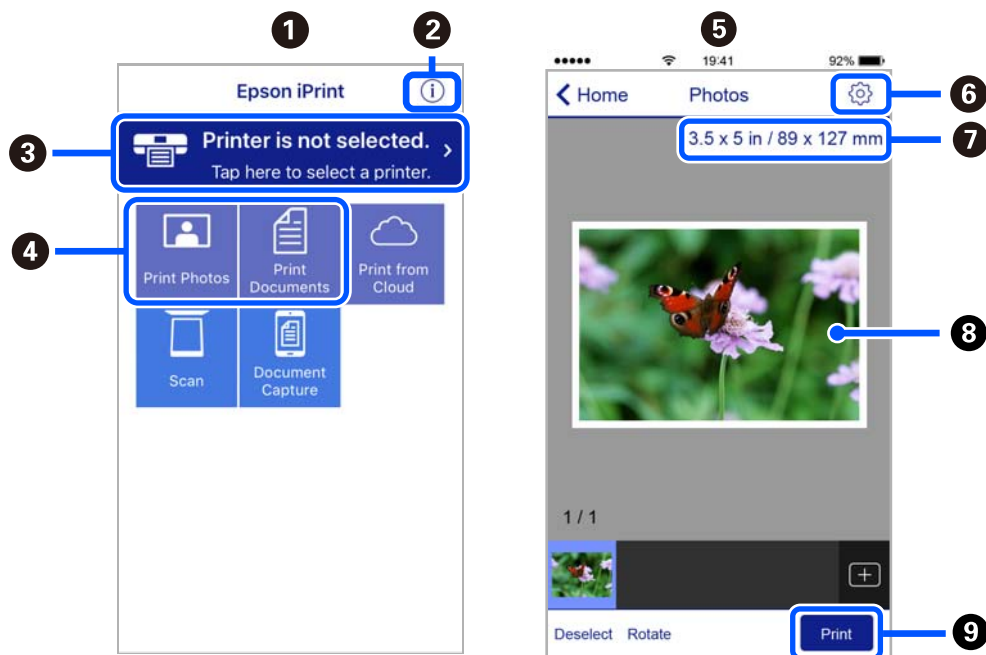 1
2
Epson iPrint
i
3
Printer is not selected.
Tap here to select a printer.
4
Print Photos
Print
Documents
Print from
Cloud
Scan
Document
Capture
5
19:41
92%
Home
Photos
6
3.5 x 5 in / 89 x 127 mm
7
8
1 / 1
Deselect
Rotate
Print
9